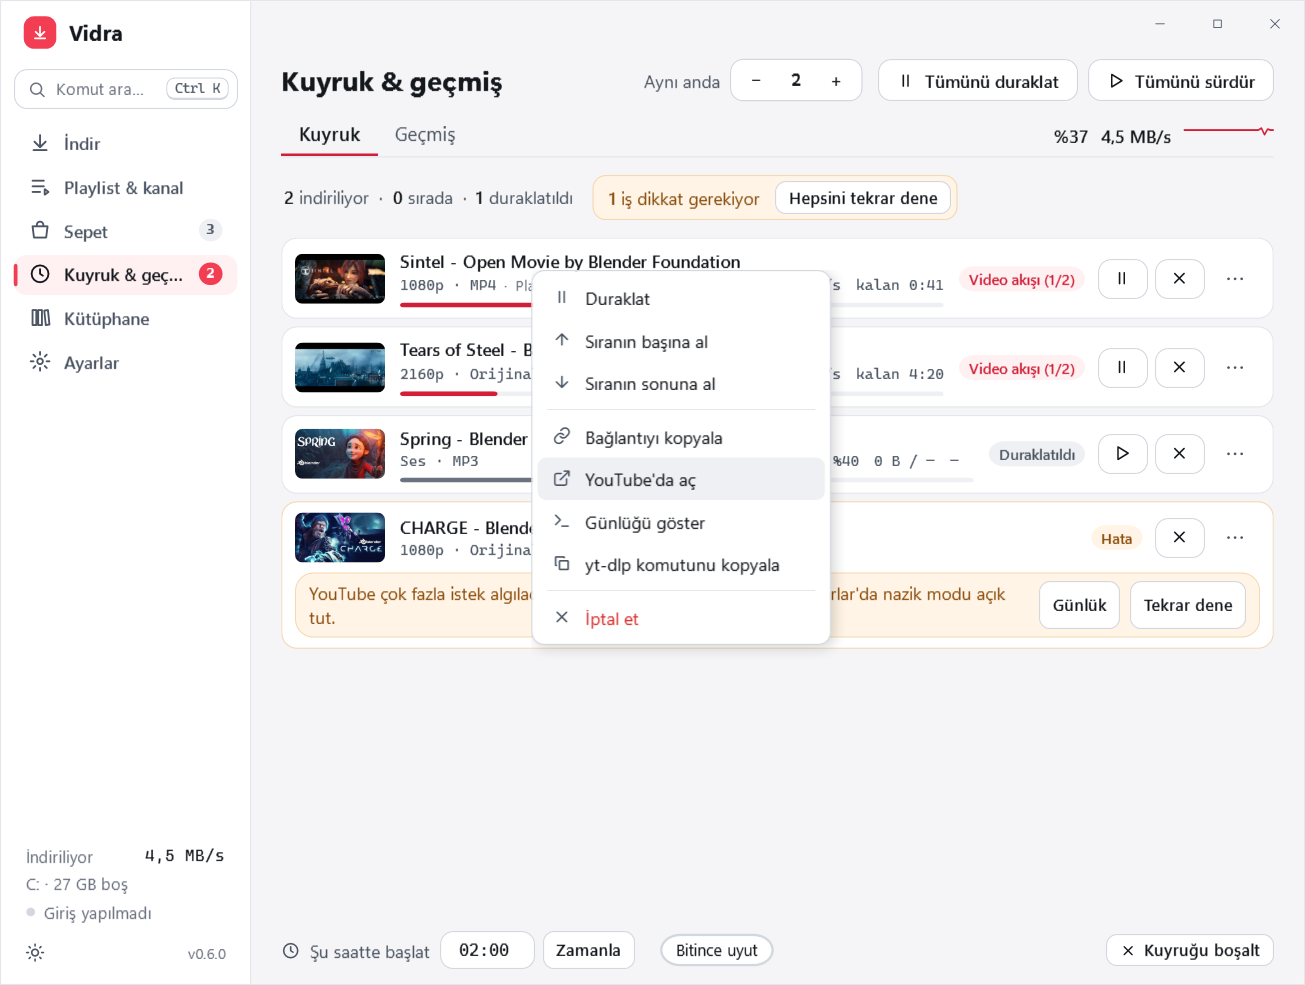 Vidra
Komut ara... Ctrl K
İndir
Playlist & kanal
Sepet 3
Kuyruk & geç... 2
Kütüphane
Ayarlar
İndiriliyor 4,5 MB/s
C: · 27 GB boş
Giriş yapılmadı
v0.6.0
Kuyruk & geçmiş
Aynı anda − 2 + Tümünü duraklat Tümünü sürdür
Kuyruk Geçmiş
%37 4,5 MB/s
2 indiriliyor · 0 sırada · 1 duraklatıldı
1 iş dikkat gerekiyor Hepsini tekrar dene
Sintel - Open Movie by Blender Foundation
1080p · MP4 · Pla
kalan 0:41
Video akışı (1/2)
Tears of Steel - B
2160p · Orijina
kalan 4:20
Video akışı (1/2)
SPRING
Spring - Blender
Ses · MP3
%40 0 B / — —
Duraklatıldı
CHARGE
CHARGE - Blende
1080p · Orijina
Hata
YouTube çok fazla istek algılad
rlar'da nazik modu açık
tut.
Günlük Tekrar dene
Duraklat
Sıranın başına al
Sıranın sonuna al
Bağlantıyı kopyala
YouTube'da aç
Günlüğü göster
yt-dlp komutunu kopyala
İptal et
Şu saatte başlat 02:00 Zamanla Bitince uyut
Kuyruğu boşalt